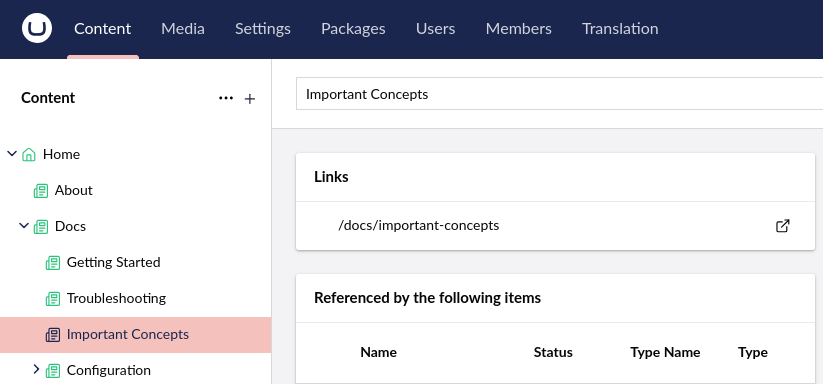 Content Media Settings Packages Users Members Translation
Content
Home
About
Docs
Getting Started
Troubleshooting
Important Concepts
Configuration
Important Concepts
Links
/docs/important-concepts
Referenced by the following items
Name Status Type Name Type